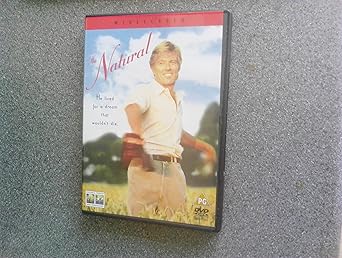 WIDESCREEN
the Natural
He lived
for a dream
that
wouldn't die.
PG
DVD